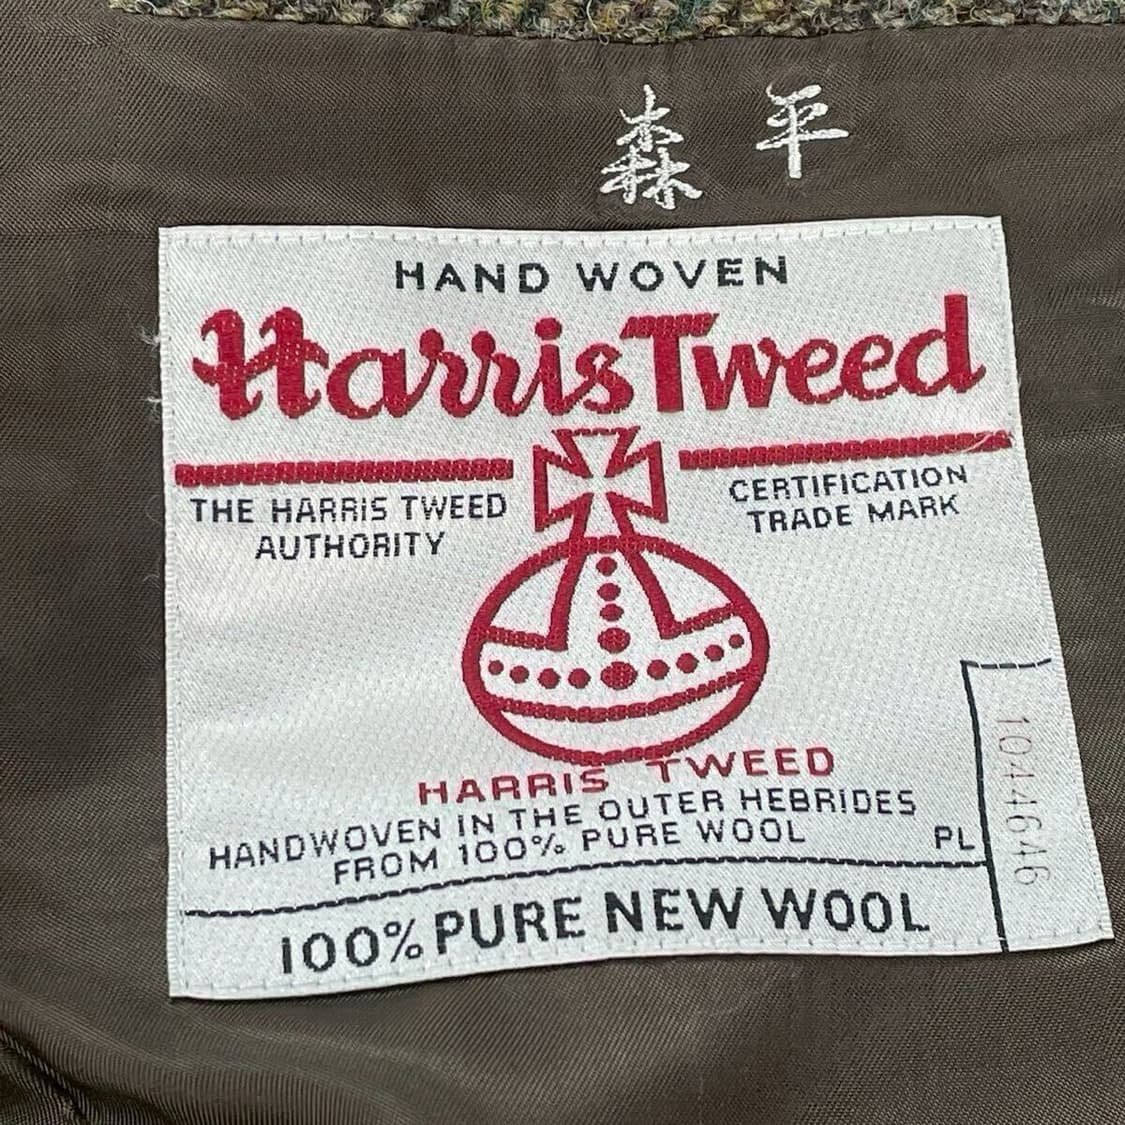 森 平
HAND WOVEN
Harris Tweed
THE HARRIS TWEED
AUTHORITY
CERTIFICATION
TRADE MARK
HARRIS TWEED
HANDWOVEN IN THE OUTER HEBRIDES
FROM 100% PURE WOOL
PL
1044646
100% PURE NEW WOOL